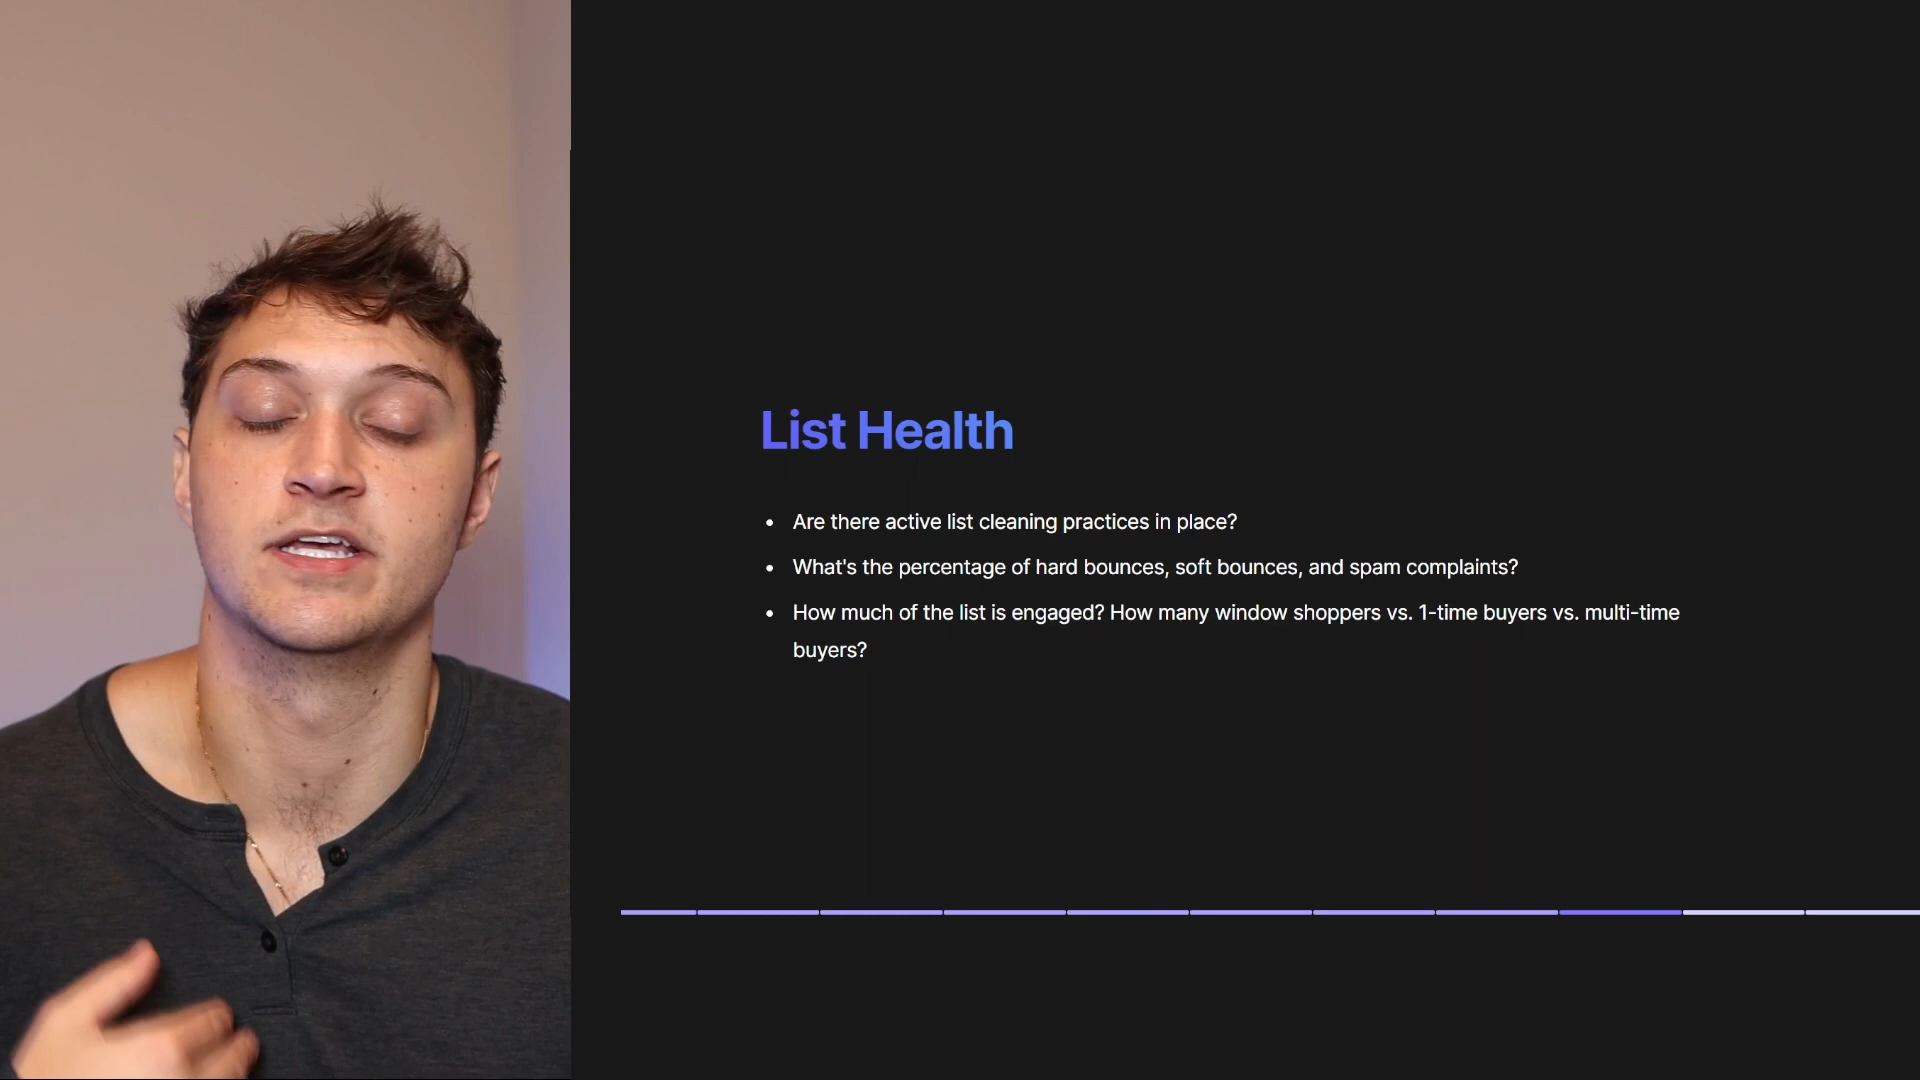 List Health
• Are there active list cleaning practices in place?
• What's the percentage of hard bounces, soft bounces, and spam complaints?
• How much of the list is engaged? How many window shoppers vs. 1-time buyers vs. multi-time
buyers?